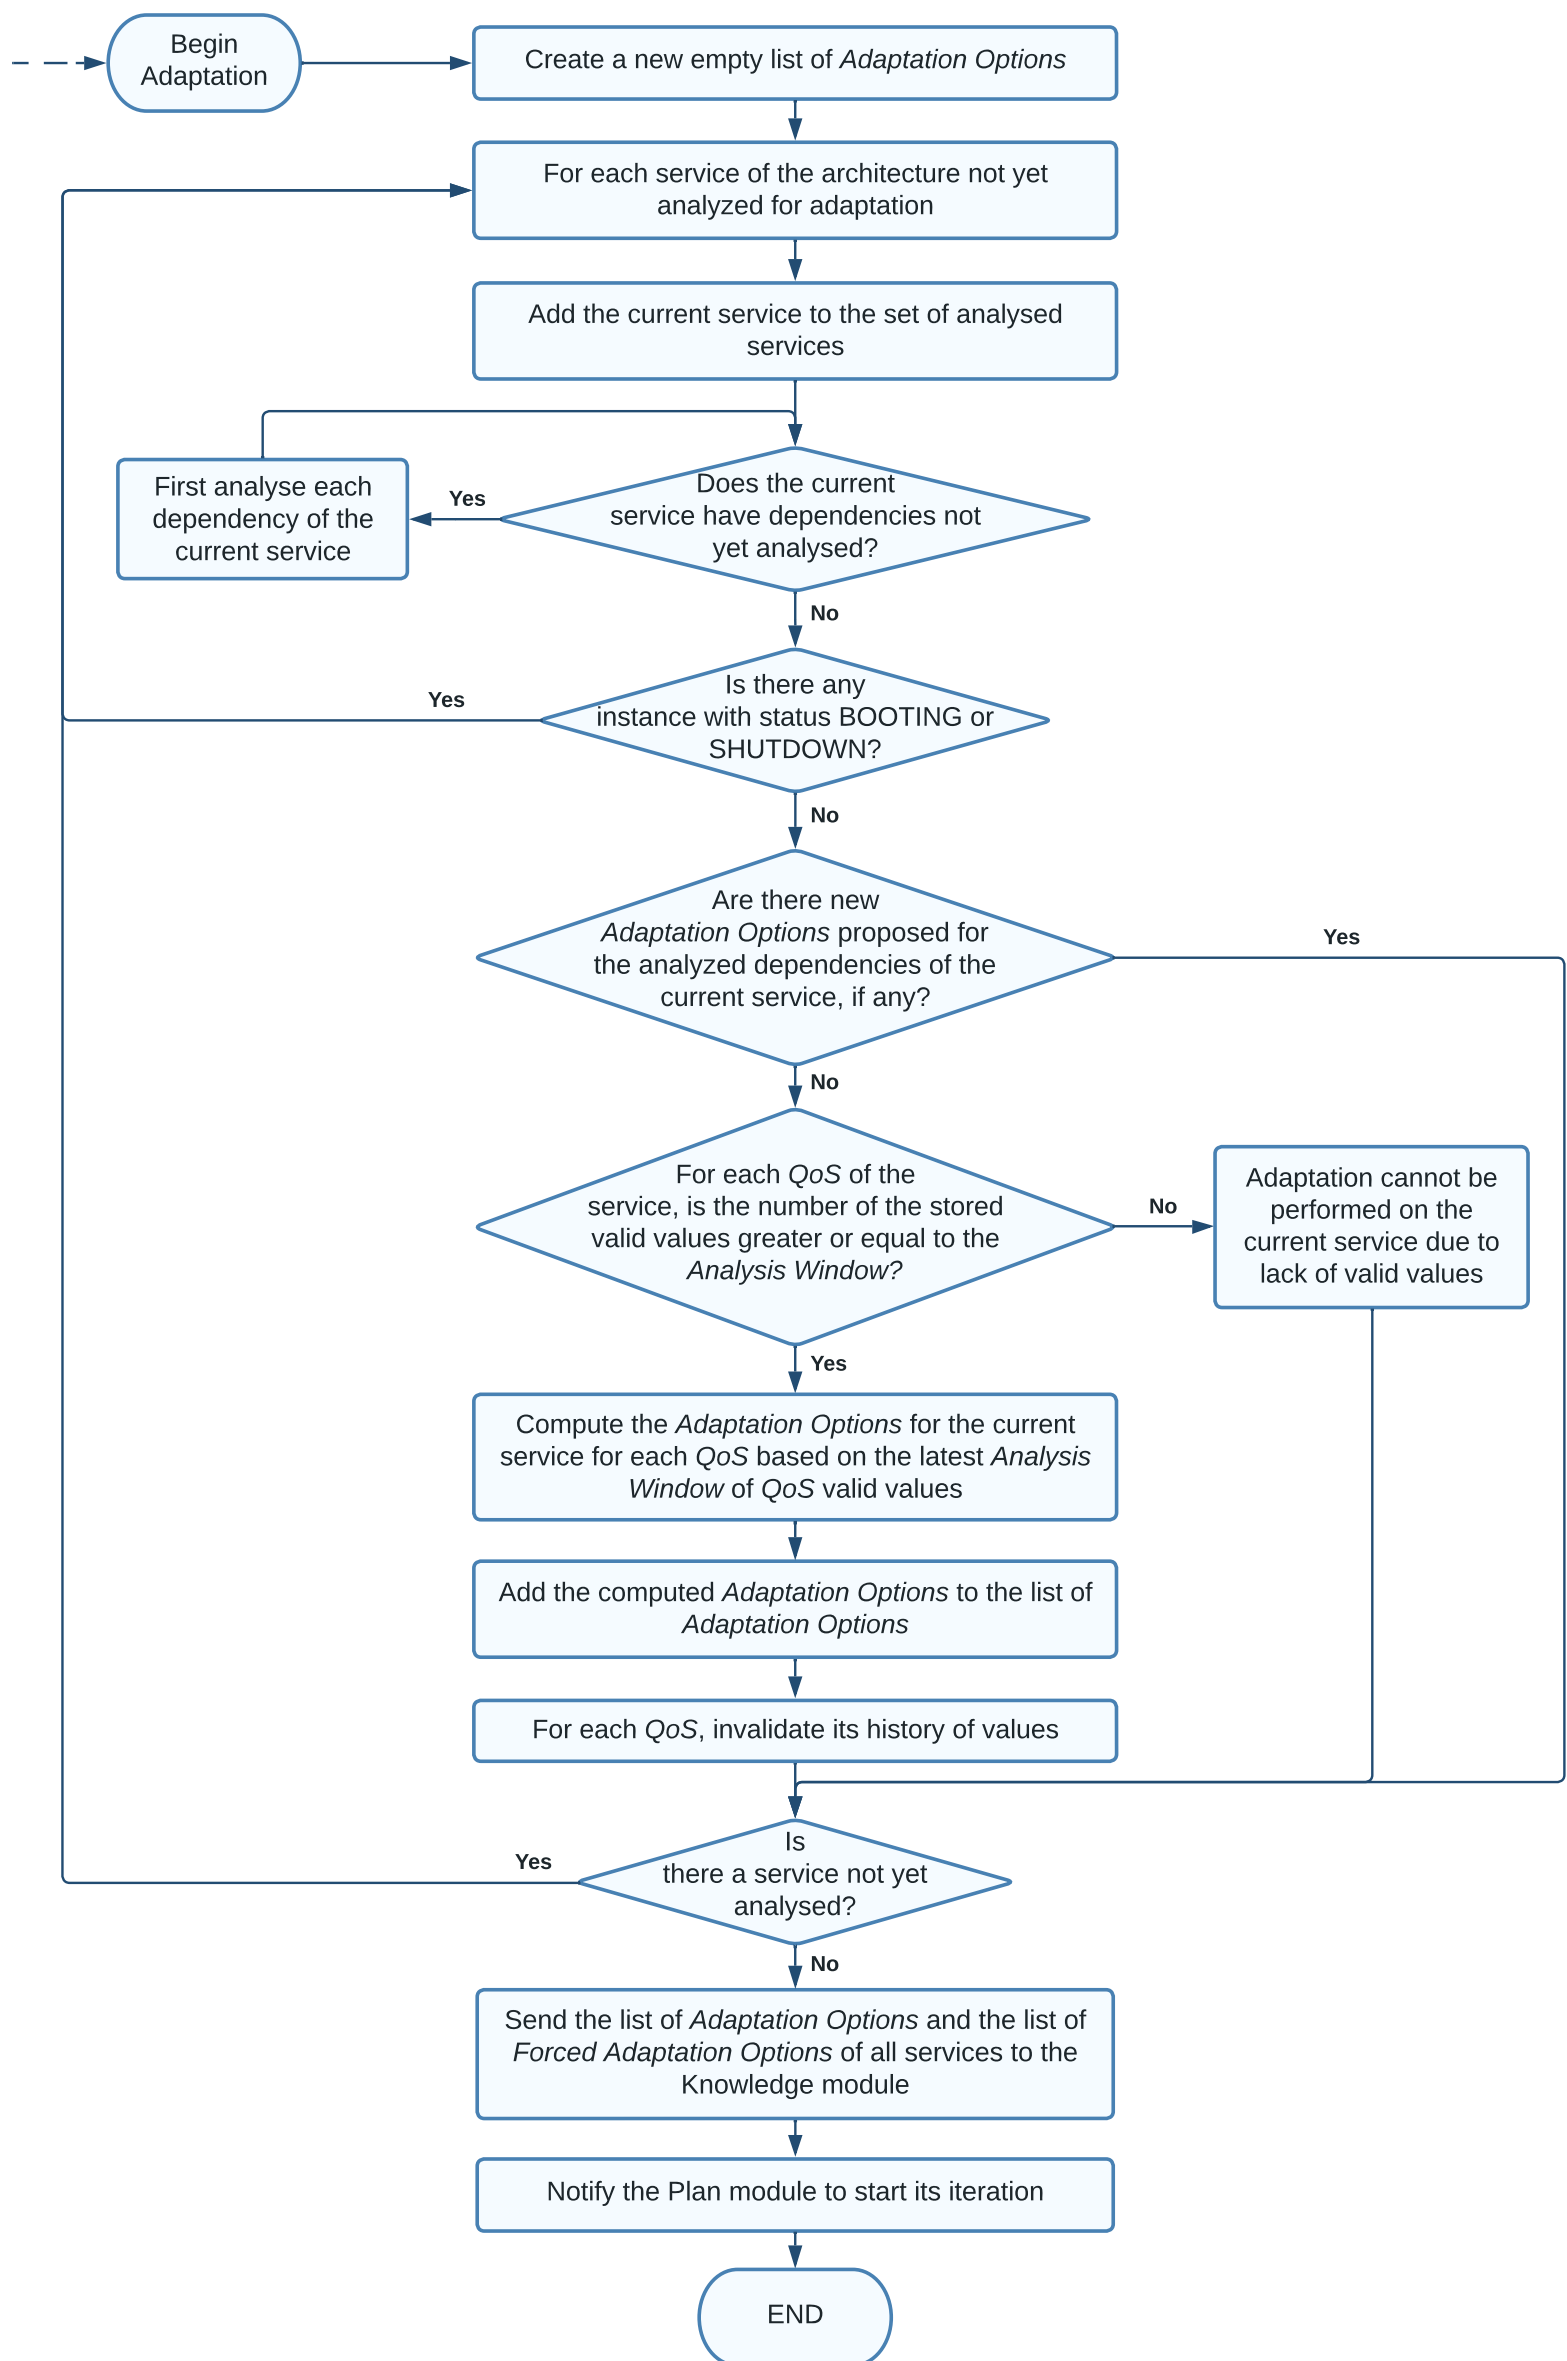 Begin
Adaptation
Create a new empty list of Adaptation Options
For each service of the architecture not yet
analyzed for adaptation
Add the current service to the set of analysed
services
First analyse each
dependency of the
current service
Yes
Does the current
service have dependencies not
yet analysed?
No
Yes
Is there any
instance with status BOOTING or
SHUTDOWN?
No
Are there new
Adaptation Options proposed for
the analyzed dependencies of the
current service, if any?
Yes
No
For each QoS of the
service, is the number of the stored
valid values greater or equal to the
Analysis Window?
No
Adaptation cannot be
performed on the
current service due to
lack of valid values
Yes
Compute the Adaptation Options for the current
service for each QoS based on the latest Analysis
Window of QoS valid values
Add the computed Adaptation Options to the list of
Adaptation Options
For each QoS, invalidate its history of values
Yes
Is
there a service not yet
analysed?
No
Send the list of Adaptation Options and the list of
Forced Adaptation Options of all services to the
Knowledge module
Notify the Plan module to start its iteration
END